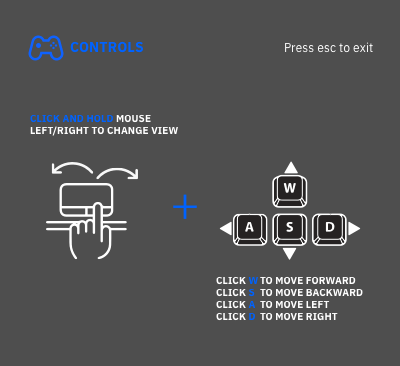 CONTROLS
Press esc to exit
CLICK AND HOLD MOUSE
LEFT/RIGHT TO CHANGE VIEW
W
A S D
CLICK W TO MOVE FORWARD
CLICK S TO MOVE BACKWARD
CLICK A TO MOVE LEFT
CLICK D TO MOVE RIGHT